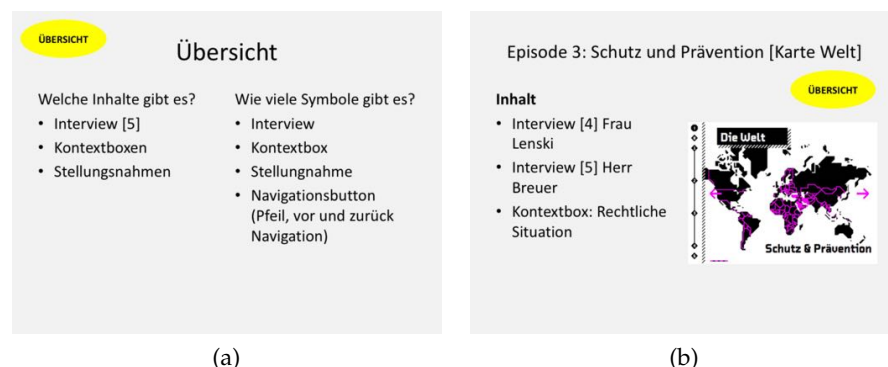 ÜBERSICHT
Übersicht
Welche Inhalte gibt es?
• Interview [5]
• Kontextboxen
• Stellungsnahmen
Wie viele Symbole gibt es?
• Interview
• Kontextbox
• Stellungnahme
• Navigationsbutton
(Pfeil, vor und zurück
Navigation)
(a)
Episode 3: Schutz und Prävention [Karte Welt]
ÜBERSICHT
Inhalt
• Interview [4] Frau
Lenski
• Interview [5] Herr
Breuer
• Kontextbox: Rechtliche
Situation
Die Welt
Schutz & Prävention
(b)